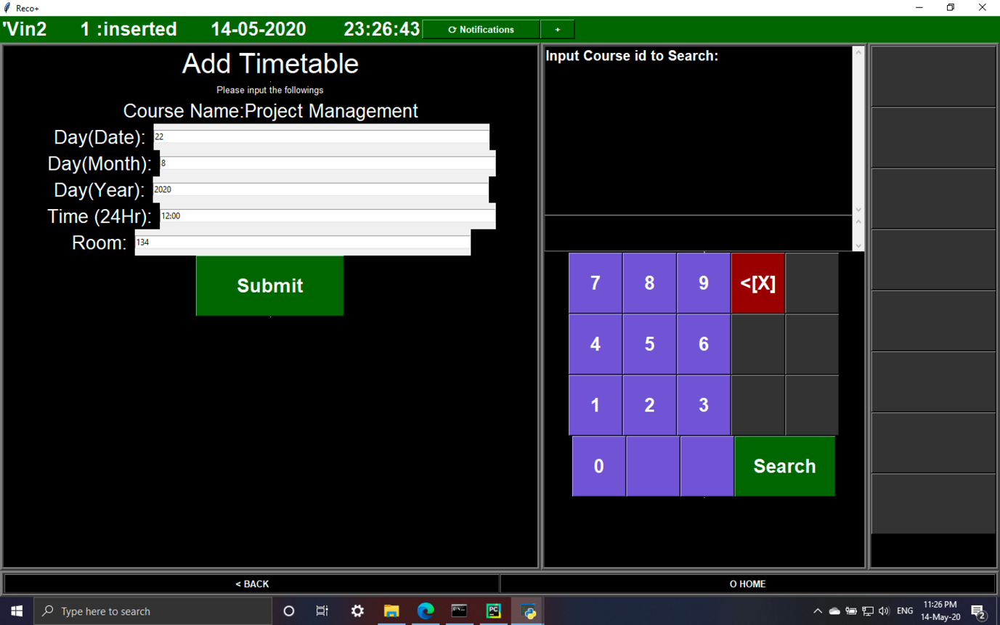 Reco+
'Vin2 1 :inserted 14-05-2020 23:26:43 Notifications +
Add Timetable
Please input the followings
Course Name:Project Management
Day(Date): 22
Day(Month): 8
Day(Year): 2020
Time (24Hr): 12:00
Room: 134
Submit
Input Course id to Search:
7 8 9 <[X]
4 5 6
1 2 3
0 Search
< BACK O HOME
Type here to search
PC
ENG
11:26 PM
14-May-20
2